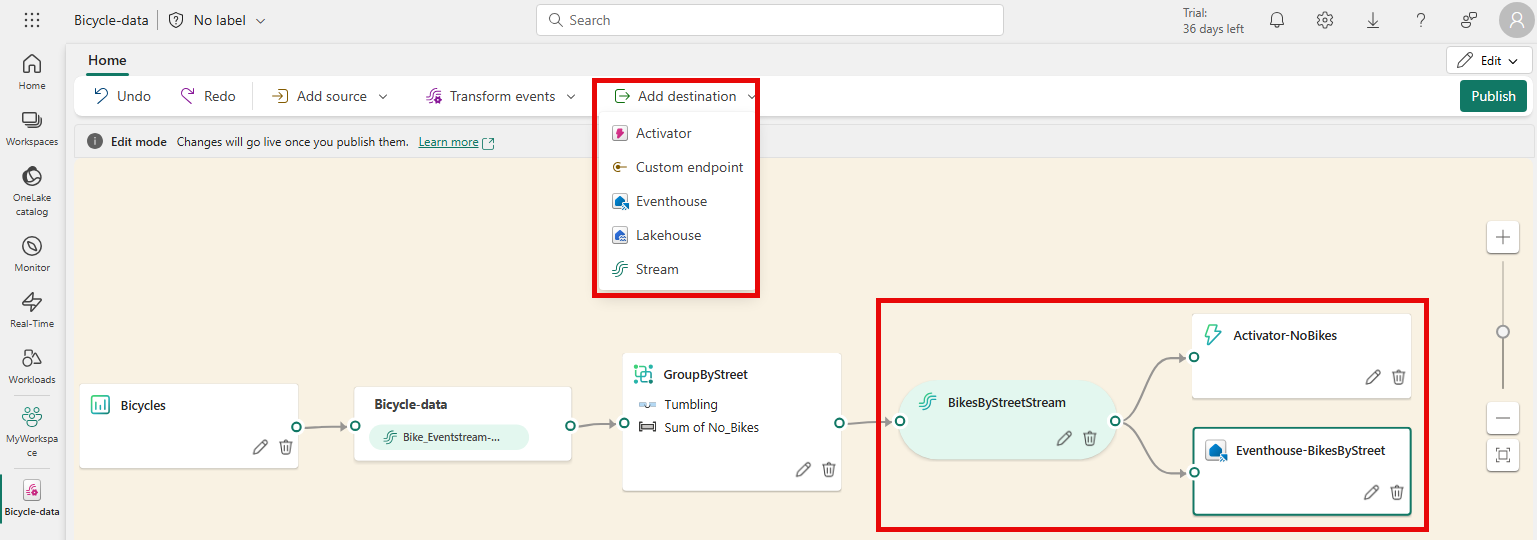 Bicycle-data
No label
Search
Trial:
36 days left
Home
Edit
Undo
Redo
Add source
Transform events
Add destination
Publish
Edit mode Changes will go live once you publish them. Learn more
Activator
Custom endpoint
Eventhouse
Lakehouse
Stream
Home
Workspaces
OneLake
catalog
Monitor
Real-Time
Workloads
MyWorkspa
ce
Bicycle-data
Bicycles
Bicycle-data
Bike_Eventstream-...
GroupByStreet
Tumbling
Sum of No_Bikes
BikesByStreetStream
Activator-NoBikes
Eventhouse-BikesByStreet